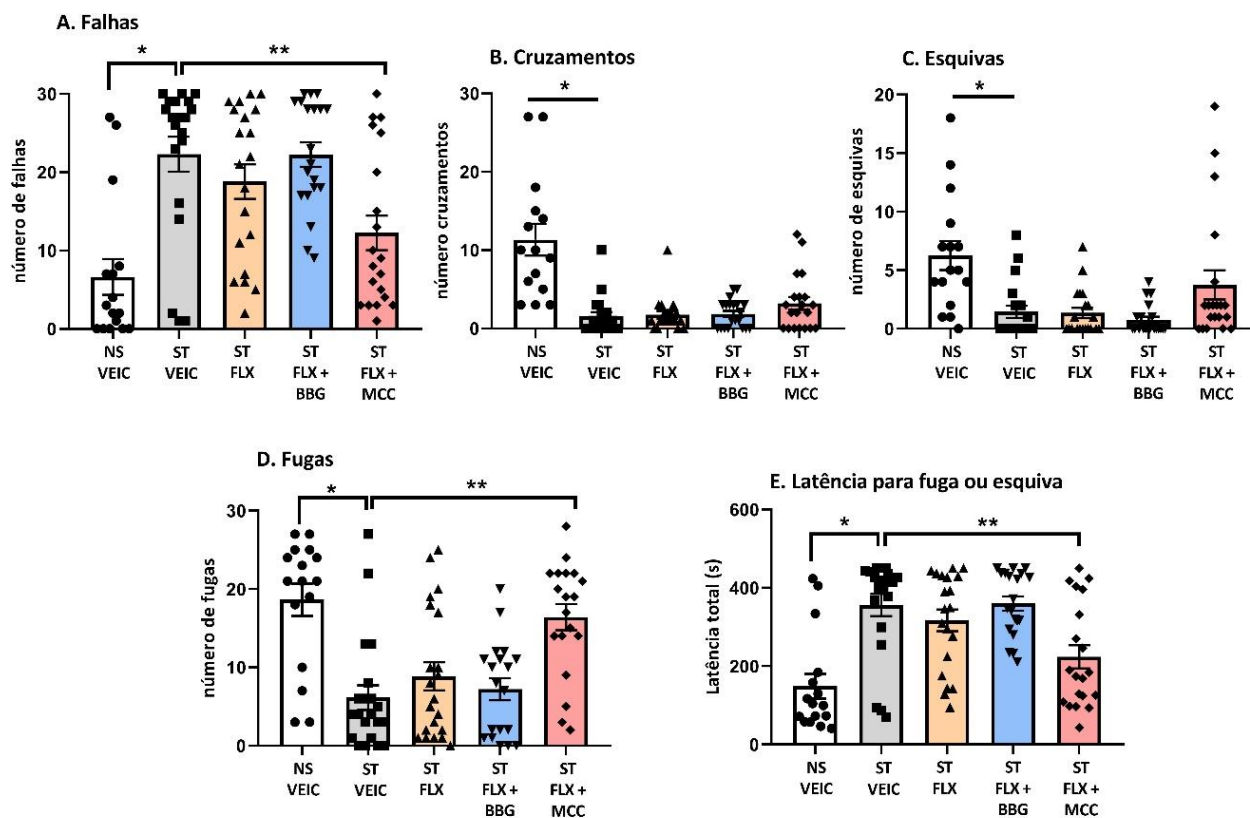 A. Falhas
*
**
número de falhas
30
20
10
0
NS
VEIC
ST
VEIC
ST
FLX
ST
FLX +
BBG
ST
FLX +
MCC
B. Cruzamentos
*
número cruzamentos
30
20
10
0
NS
VEIC
ST
VEIC
ST
FLX
ST
FLX +
BBG
ST
FLX +
MCC
C. Esquivas
*
número de esquivas
20
15
10
5
0
NS
VEIC
ST
VEIC
ST
FLX
ST
FLX +
BBG
ST
FLX +
MCC
D. Fugas
*
**
número de fugas
30
20
10
0
NS
VEIC
ST
VEIC
ST
FLX
ST
FLX +
BBG
ST
FLX +
MCC
E. Latência para fuga ou esquiva
*
**
Latência total (s)
600
400
200
0
NS
VEIC
ST
VEIC
ST
FLX
ST
FLX +
BBG
ST
FLX +
MCC